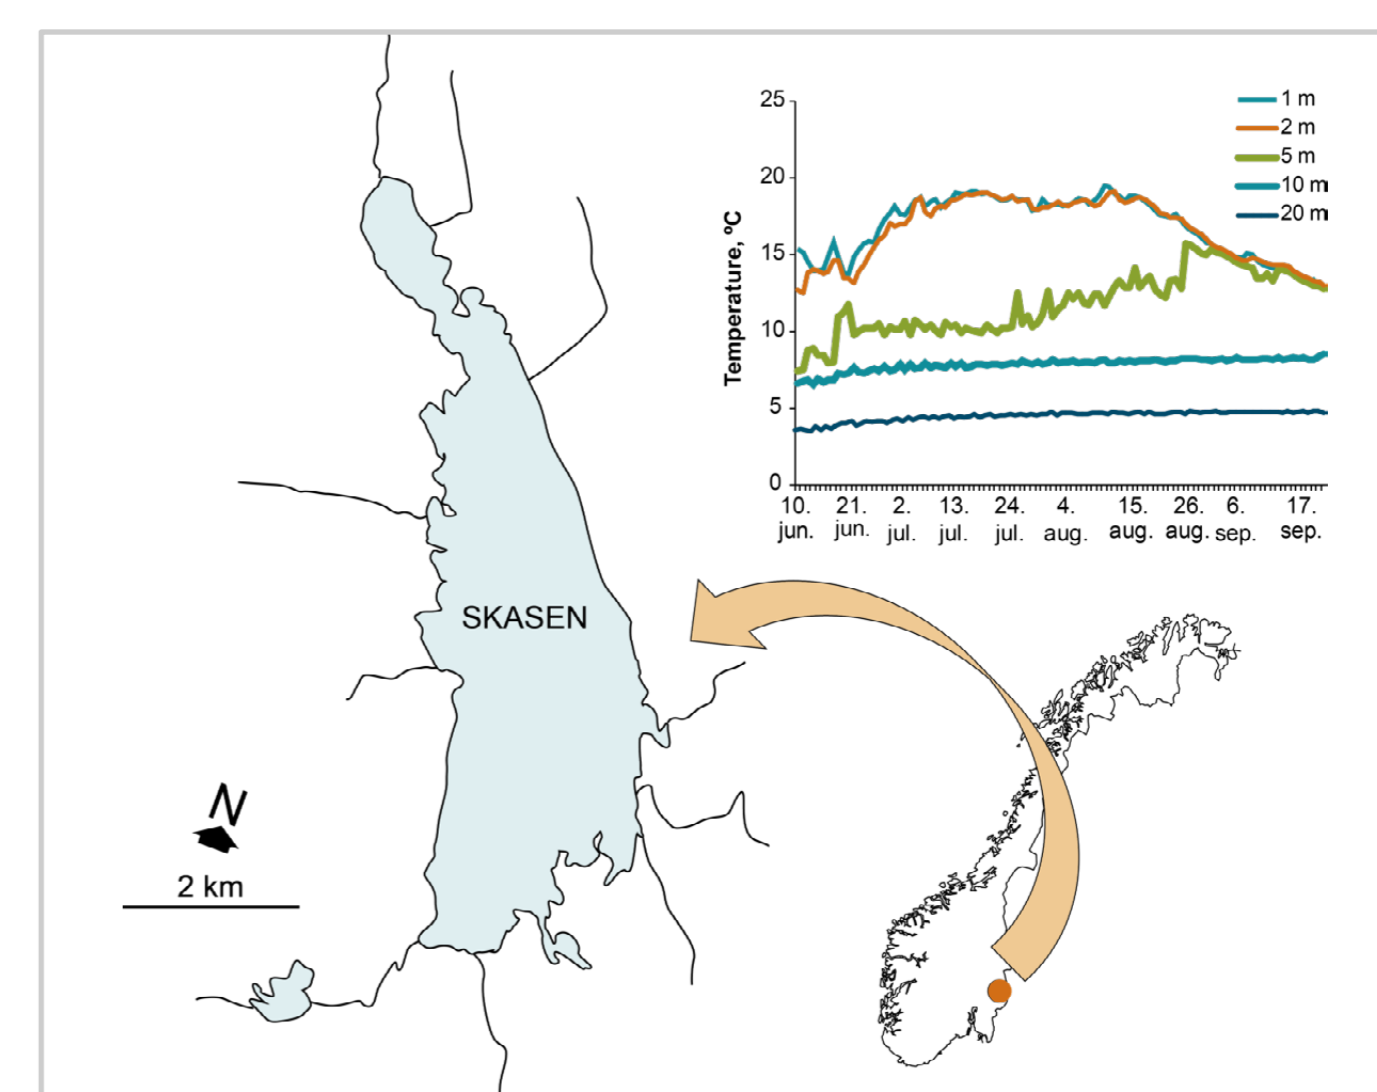 25
20
15
10
5
0
Temperature, ºC
1 m
2 m
5 m
10 m
20 m
10. jun.
21. jun.
2. jul.
13. jul.
24. jul.
4. aug.
15. aug.
26. aug.
6. sep.
17. sep.
SKASEN
N
2 km